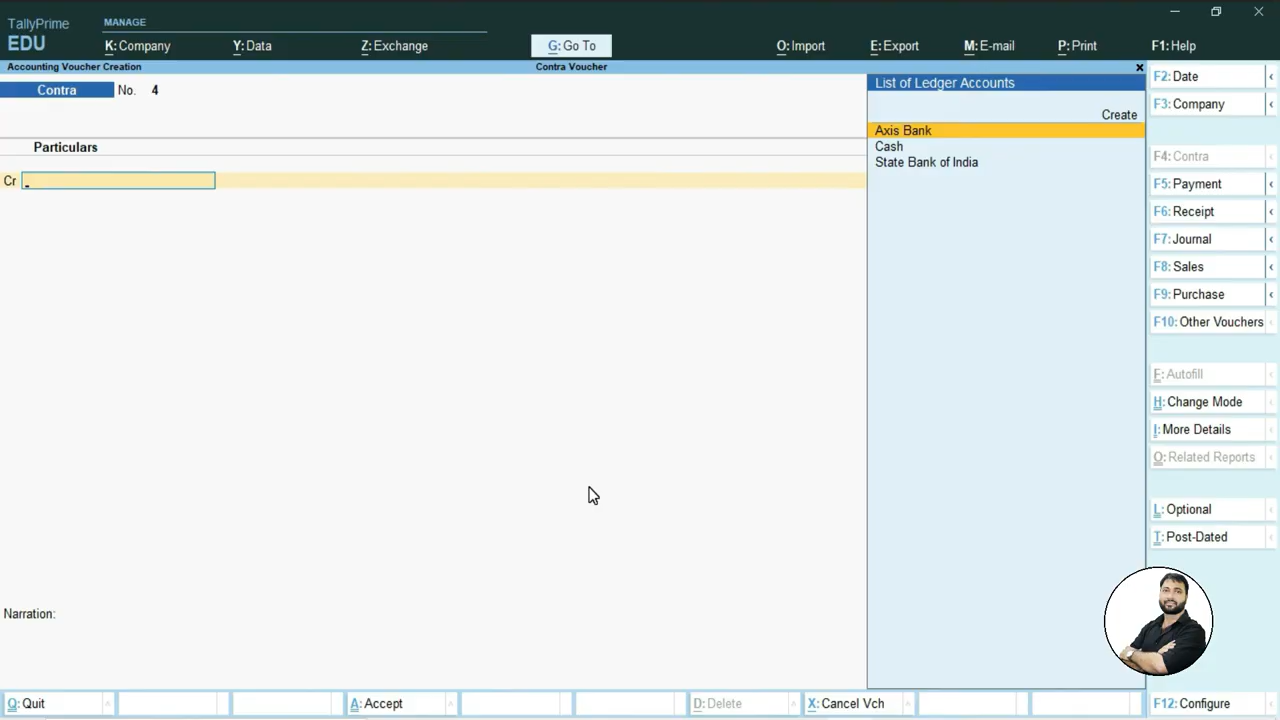 TallyPrime
EDU
MANAGE
K: Company
Y: Data
Z: Exchange
G: Go To
O: Import
E: Export
M: E-mail
P: Print
F1: Help
Accounting Voucher Creation
Contra Voucher
Contra No. 4
Particulars
Cr
Narration:
List of Ledger Accounts
Create
Axis Bank
Cash
State Bank of India
F2: Date
F3: Company
F4: Contra
F5: Payment
F6: Receipt
F7: Journal
F8: Sales
F9: Purchase
F10: Other Vouchers
F: Autofill
H: Change Mode
I: More Details
O: Related Reports
L: Optional
T: Post-Dated
Q: Quit
A: Accept
D: Delete
X: Cancel Vch
F12: Configure